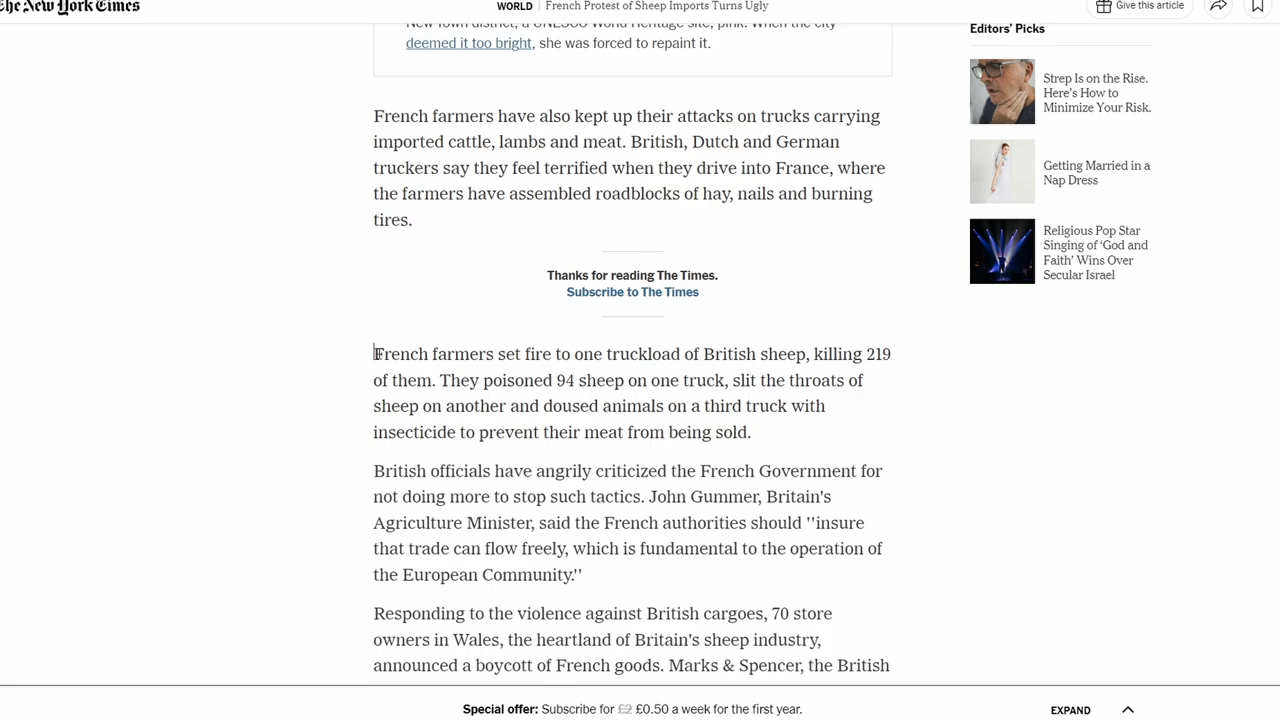 The New York Times
WORLD | French Protest of Sheep Imports Turns Ugly
Give this article
New Town district, a UNESCO World Heritage site, pink. When the city
deemed it too bright, she was forced to repaint it.
French farmers have also kept up their attacks on trucks carrying
imported cattle, lambs and meat. British, Dutch and German
truckers say they feel terrified when they drive into France, where
the farmers have assembled roadblocks of hay, nails and burning
tires.
Thanks for reading The Times.
Subscribe to The Times
French farmers set fire to one truckload of British sheep, killing 219
of them. They poisoned 94 sheep on one truck, slit the throats of
sheep on another and doused animals on a third truck with
insecticide to prevent their meat from being sold.
British officials have angrily criticized the French Government for
not doing more to stop such tactics. John Gummer, Britain's
Agriculture Minister, said the French authorities should ''insure
that trade can flow freely, which is fundamental to the operation of
the European Community.''
Responding to the violence against British cargoes, 70 store
owners in Wales, the heartland of Britain's sheep industry,
announced a boycott of French goods. Marks & Spencer, the British
Editors' Picks
Strep Is on the Rise.
Here's How to
Minimize Your Risk.
Getting Married in a
Nap Dress
Religious Pop Star
Singing of 'God and
Faith' Wins Over
Secular Israel
Special offer: Subscribe for £2 £0.50 a week for the first year.
EXPAND